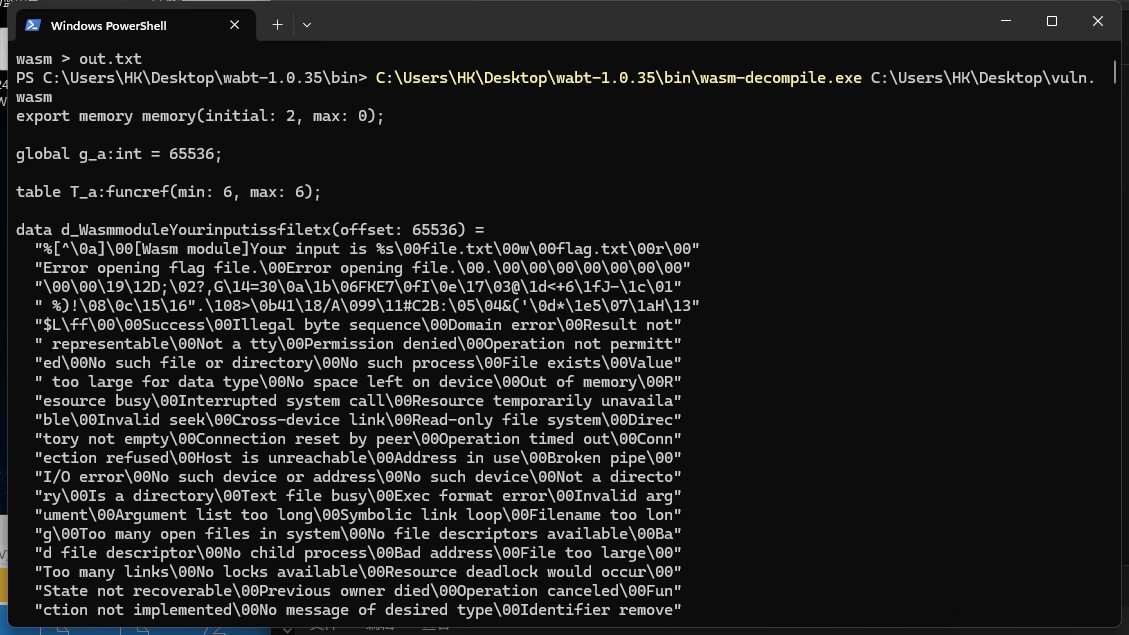 Windows PowerShell
wasm > out.txt
PS C:\Users\HK\Desktop\wabt-1.0.35\bin> C:\Users\HK\Desktop\wabt-1.0.35\bin\wasm-decompile.exe C:\Users\HK\Desktop\vuln.
wasm
export memory memory(initial: 2, max: 0);
global g_a:int = 65536;
table T_a:funcref(min: 6, max: 6);
data d_WasmmoduleYourinputissfiletx(offset: 65536) =
"%[^\0a]\00[Wasm module]Your input is %s\00file.txt\00w\00flag.txt\00r\00"
"Error opening flag file.\00Error opening file.\00.\00\00\00\00\00\00\00"
"\00\00\19\12D;\02?,G\14=30\0a\1b\06FKE7\0fI\0e\17\03@\1d<+6\1fJ-\1c\01"
" %)!\08\0c\15\16".\108>\0b41\18/A\099\11#C2B:\05\04&('\0d*\1e5\07\1aH\13"
"$L\ff\00\00Success\00Illegal byte sequence\00Domain error\00Result not"
" representable\00Not a tty\00Permission denied\00Operation not permitt"
"ed\00No such file or directory\00No such process\00File exists\00Value"
" too large for data type\00No space left on device\00Out of memory\00R"
"esource busy\00Interrupted system call\00Resource temporarily unavaila"
"ble\00Invalid seek\00Cross-device link\00Read-only file system\00Direc"
"tory not empty\00Connection reset by peer\00Operation timed out\00Conn"
"ection refused\00Host is unreachable\00Address in use\00Broken pipe\00"
"I/O error\00No such device or address\00No such device\00Not a directo"
"ry\00Is a directory\00Text file busy\00Exec format error\00Invalid arg"
"ument\00Argument list too long\00Symbolic link loop\00Filename too lon"
"g\00Too many open files in system\00No file descriptors available\00Ba"
"d file descriptor\00No child process\00Bad address\00File too large\00"
"Too many links\00No locks available\00Resource deadlock would occur\00"
"State not recoverable\00Previous owner died\00Operation canceled\00Fun"
"ction not implemented\00No message of desired type\00Identifier remove"